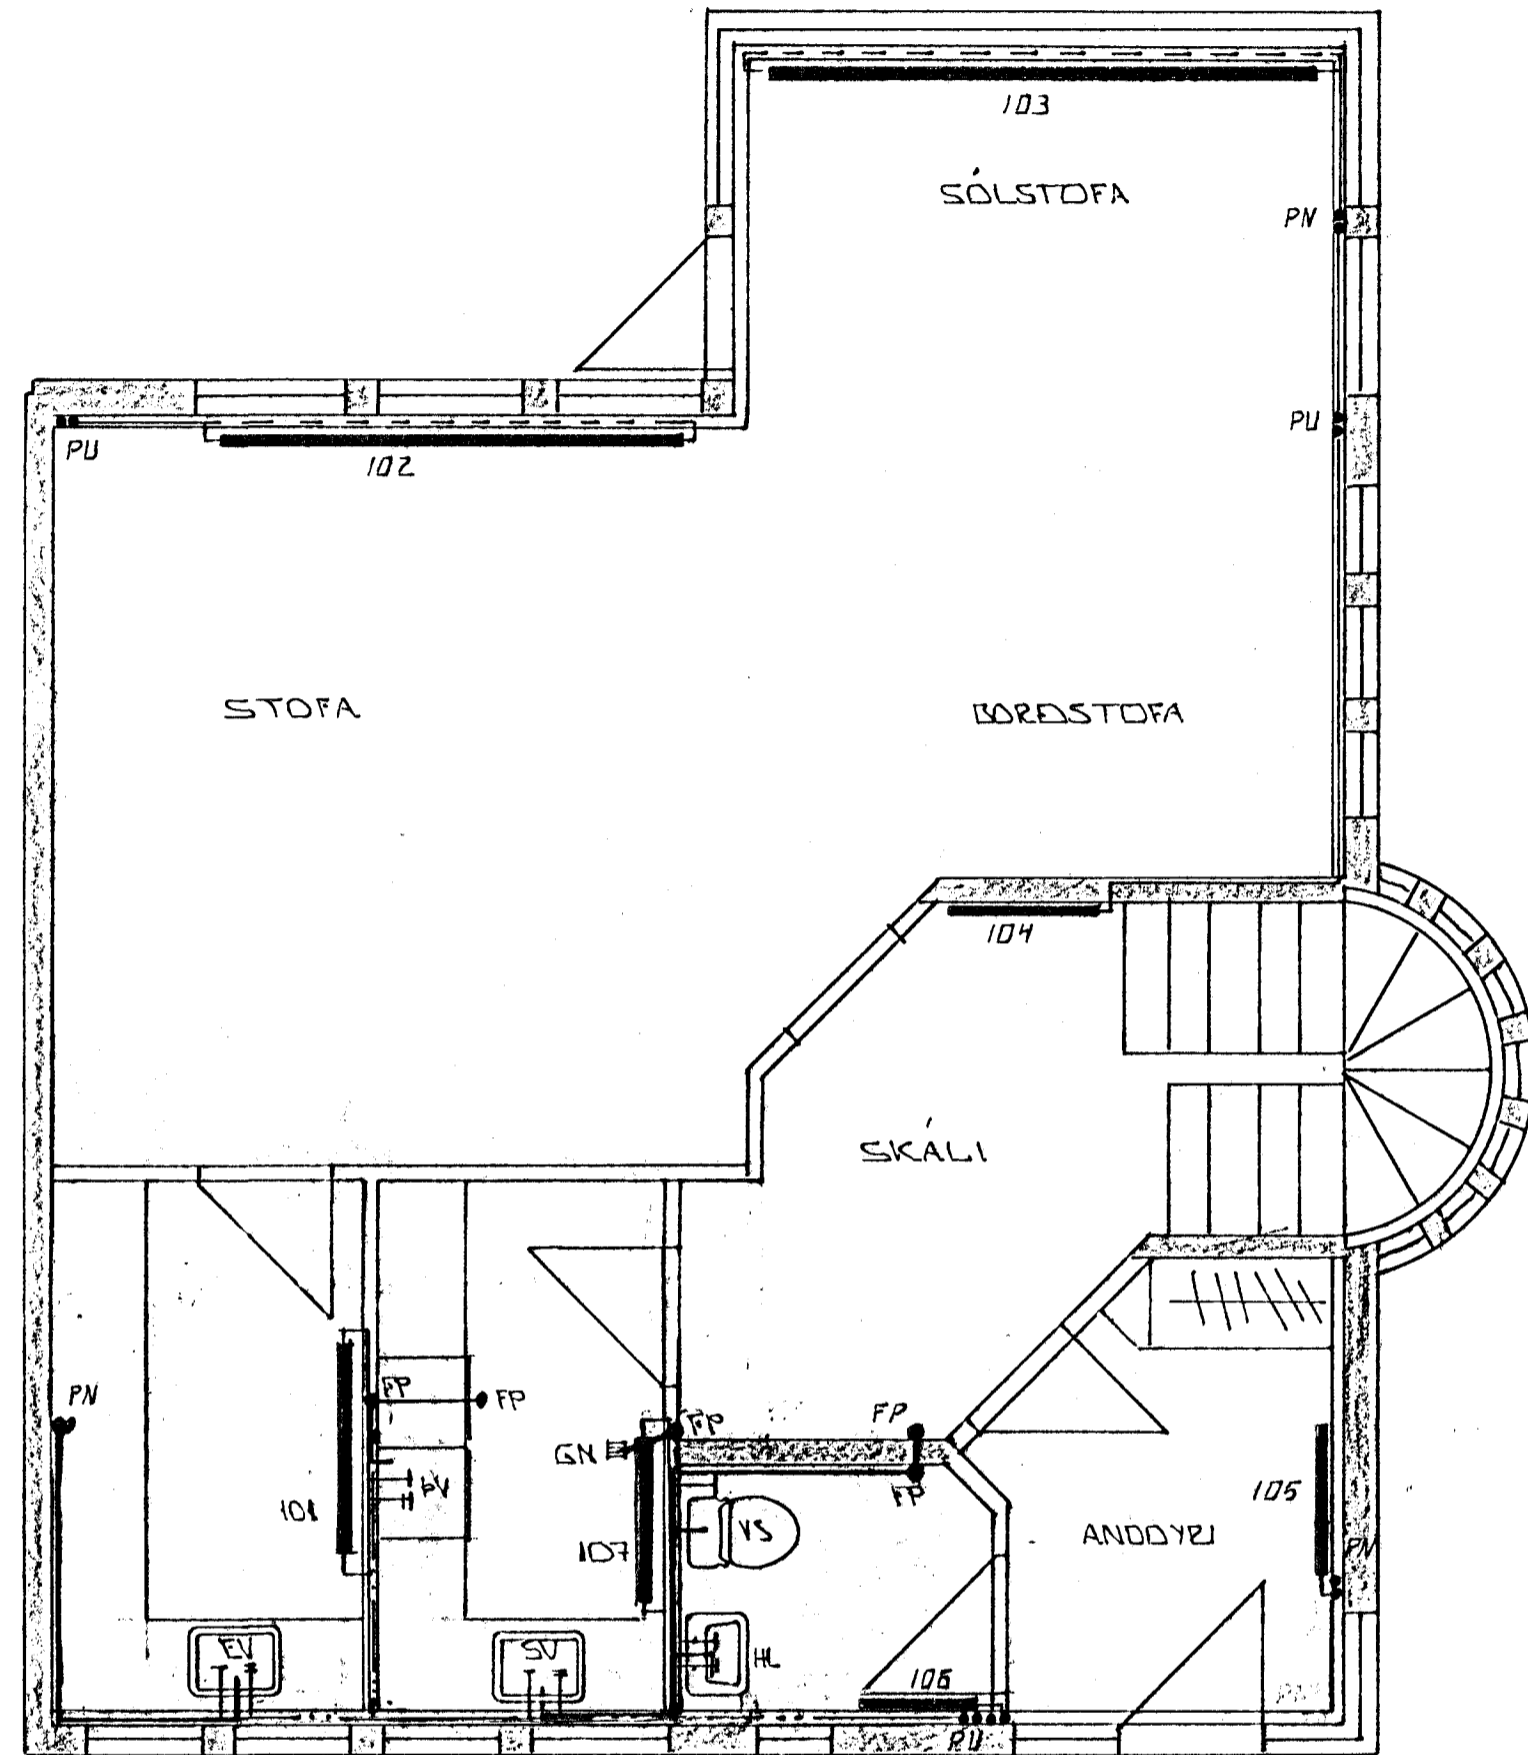 103
SÓLSTOFA
PN
PU
PU
102
STOFA
BORÐSTOFA
104
SKÁLI
PN
FP
FP
FP
FP
GN
ÞV
FP
101
107
VS
105
ANDDYRI
PN
EV
SV
HL
106
PU